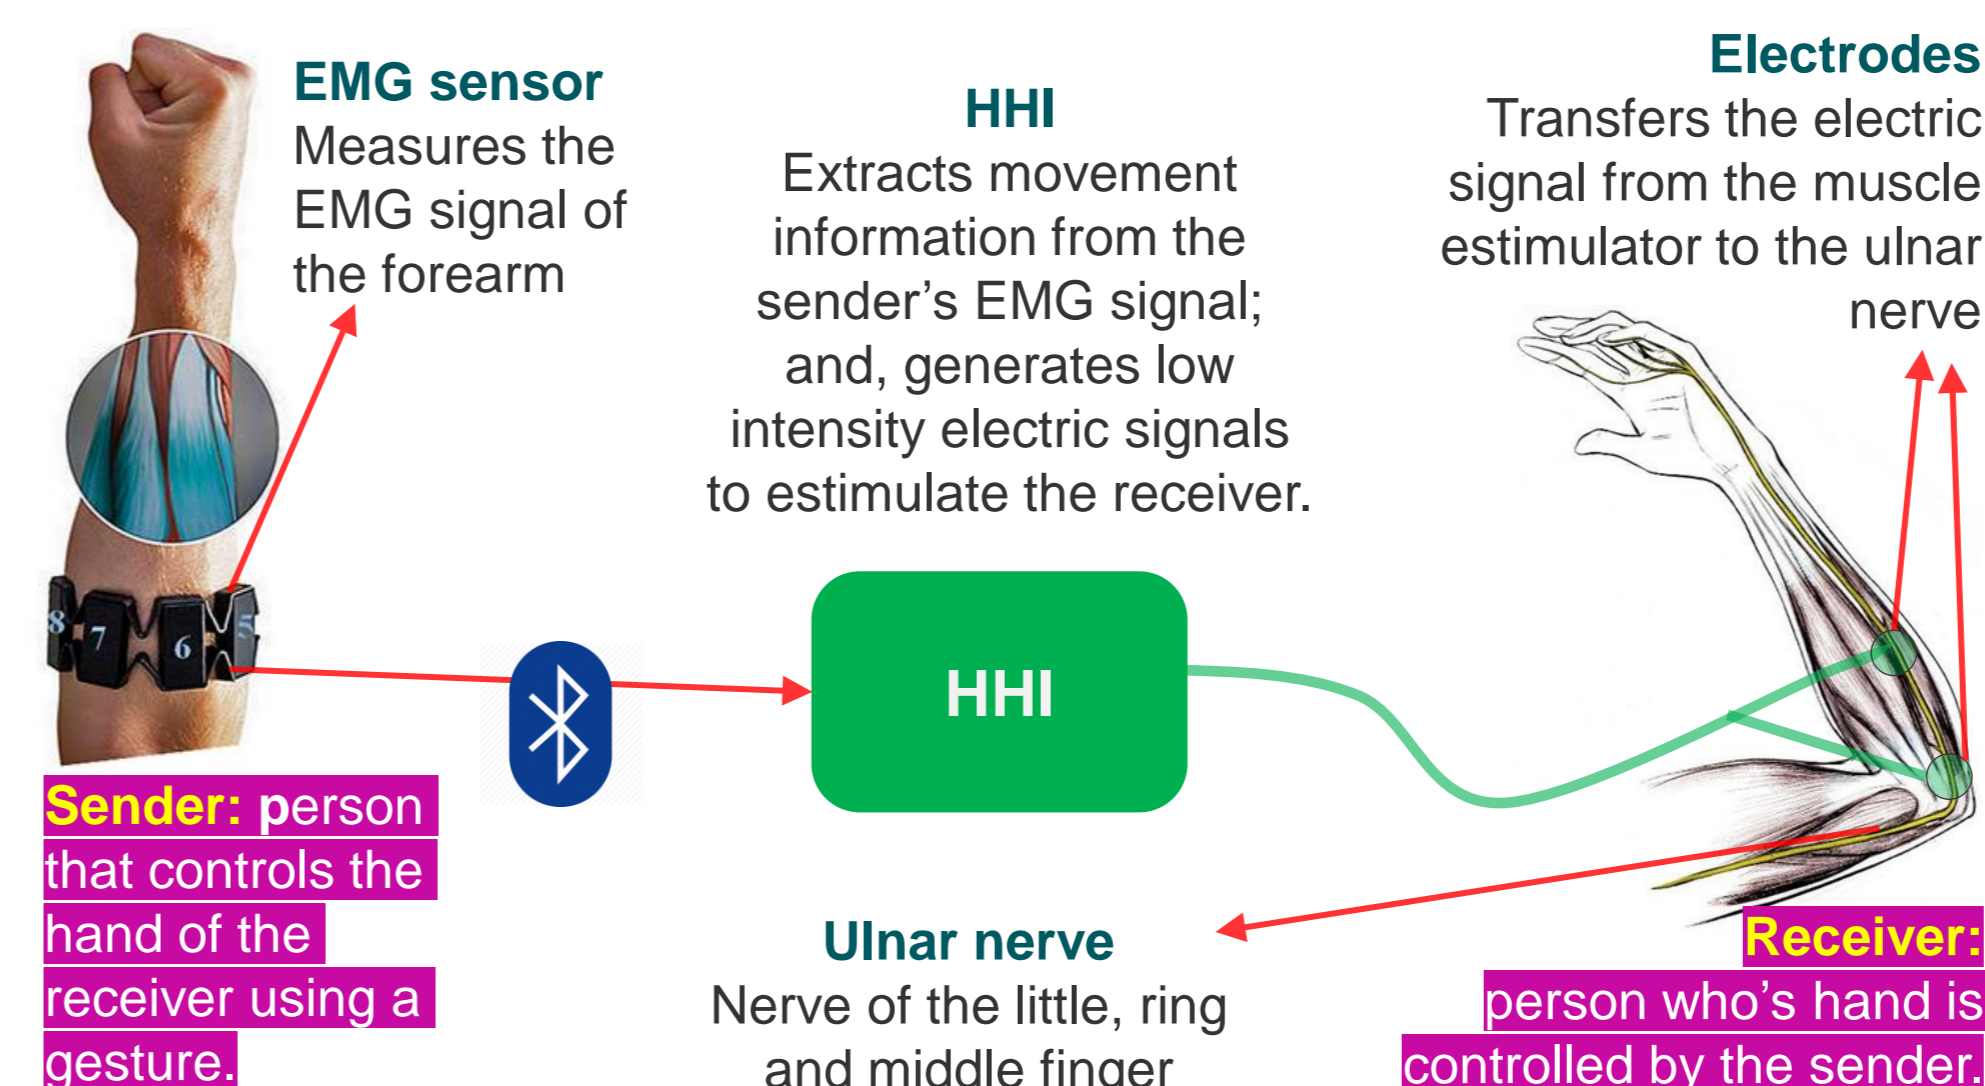 EMG sensor
Measures the
EMG signal of
the forearm
HHI
Extracts movement
information from the
sender’s EMG signal;
and, generates low
intensity electric signals
to estimulate the receiver.
Electrodes
Transfers the electric
signal from the muscle
estimulator to the ulnar
nerve
8
7
6
5
HHI
Sender: person
that controls the
hand of the
receiver using a
gesture.
Ulnar nerve
Nerve of the little, ring
and middle finger
Receiver:
person who’s hand is
controlled by the sender.